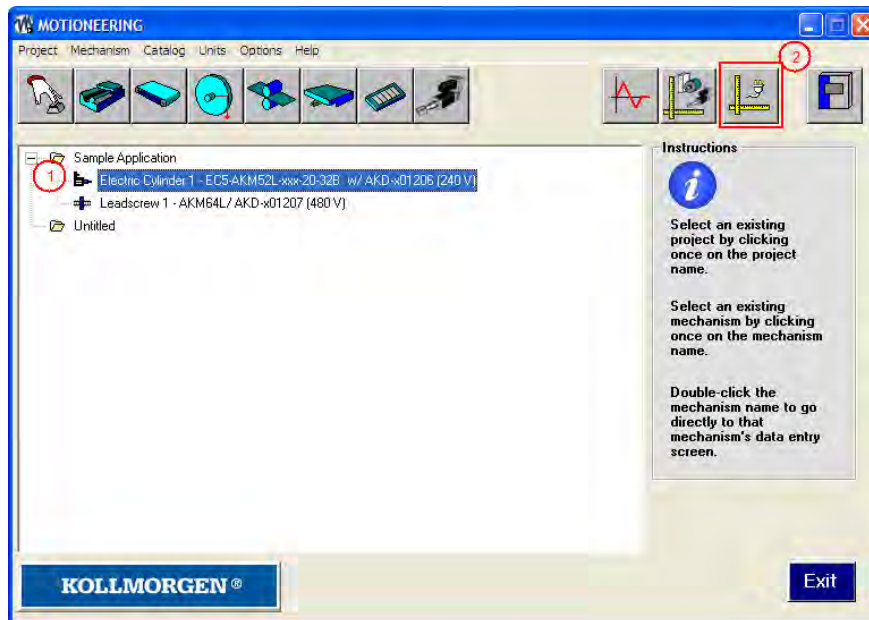 MOTIONEERING
Project Mechanism Catalog Units Options Help
2
Sample Application
1
Electric Cylinder 1 - EC5-AKM52L-xxx-20-32B w/ AKD-x01206 (240 V)
Leadscrew 1 - AKM64L/ AKD-x01207 (480 V)
Untitled
Instructions
Select an existing
project by clicking
once on the project
name.
Select an existing
mechanism by clicking
once on the mechanism
name.
Double-click the
mechanism name to go
directly to that
mechanism's data entry
screen.
KOLLMORGEN ®
Exit